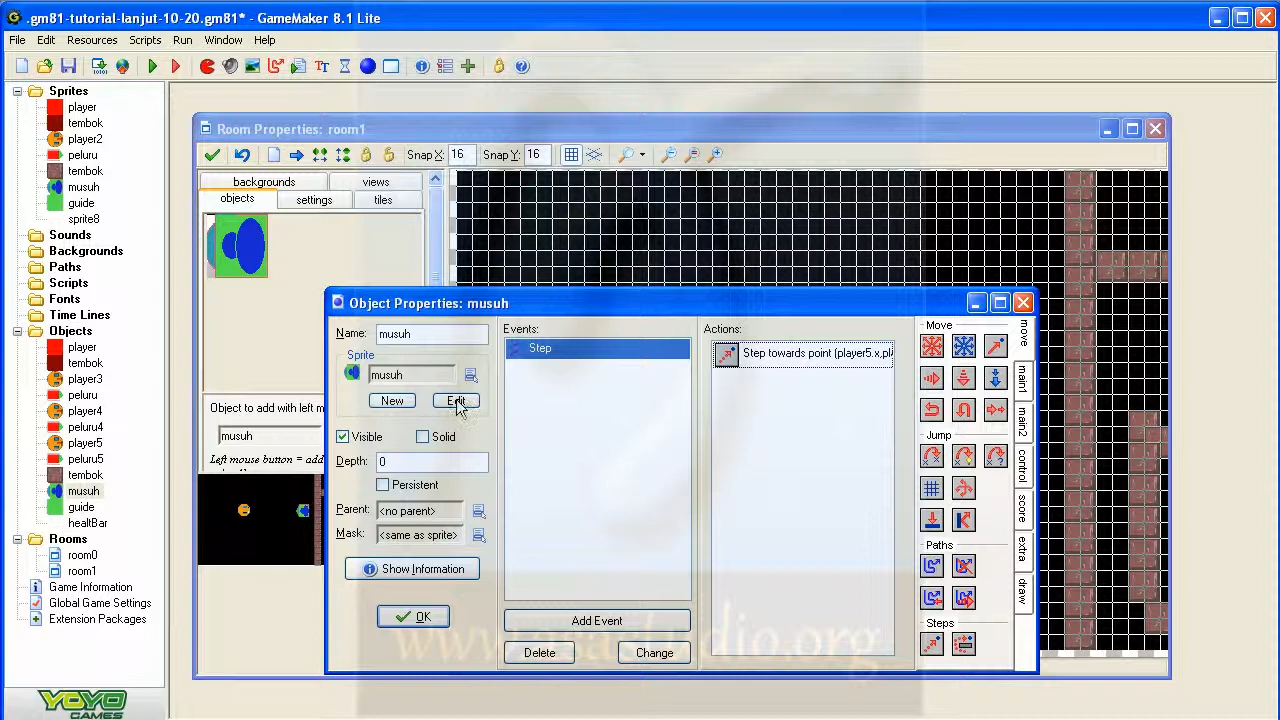 .gm81-tutorial-lanjut-10-20.gm81* - GameMaker 8.1 Lite
File Edit Resources Scripts Run Window Help
Sprites
player
tembok
player2
peluru
tembok
musuh
guide
sprite8
Sounds
Backgrounds
Paths
Scripts
Fonts
Time Lines
Objects
player
tembok
player3
peluru
player4
peluru4
player5
peluru5
tembok
musuh
guide
healtBar
Rooms
room0
room1
Game Information
Global Game Settings
Extension Packages
YOYO
GAMES
Room Properties: room1
Snap X: 16 Snap Y: 16
backgrounds views
objects settings tiles
Object to add with left m
musuh
Left mouse button = add
Object Properties: musuh
Name: musuh
Sprite
musuh
New Edit
Visible Solid
Depth: 0
Persistent
Parent: <no parent>
Mask: <same as sprite>
Show Information
OK
Events:
Step
Add Event
Delete Change
Actions:
Step towards point (player5.x,pl
Move
Jump
Paths
Steps
move
main1
main2
control
score
extra
draw